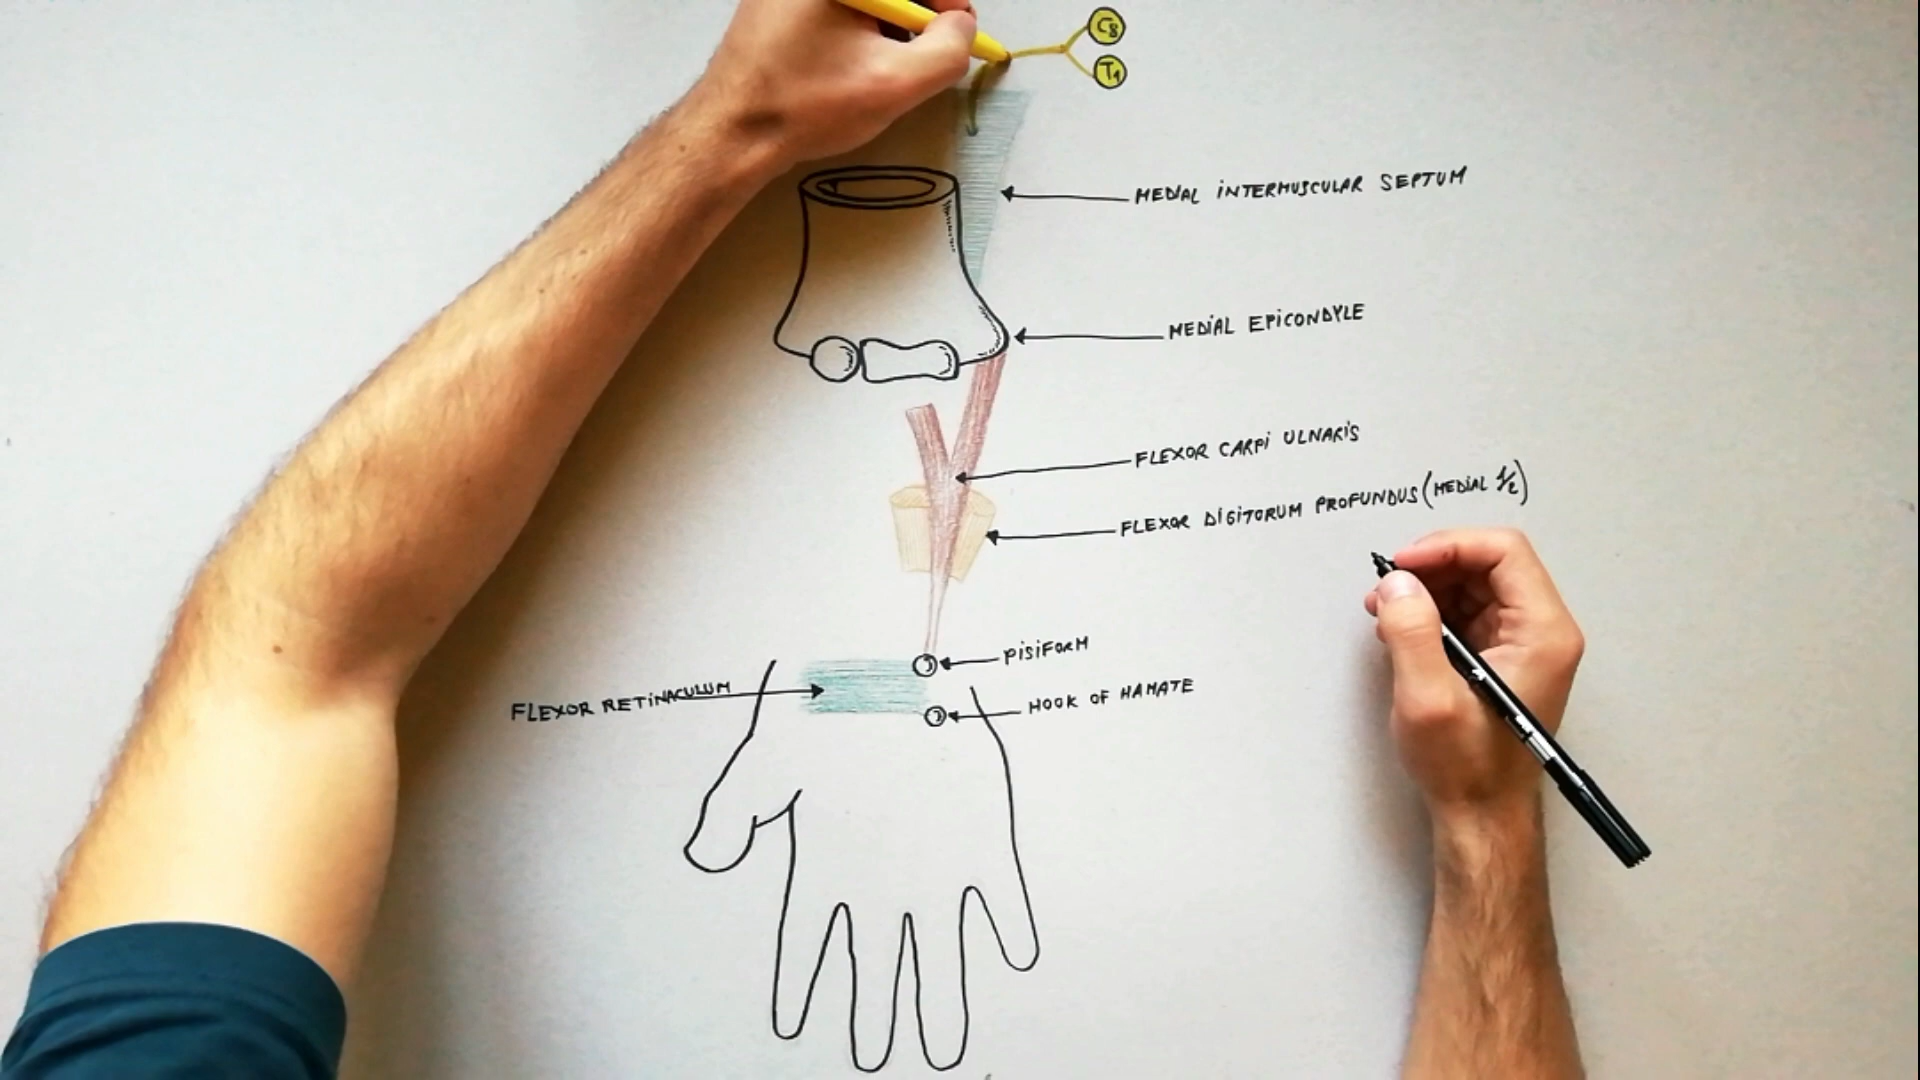 C8
T1
MEDIAL INTERMUSCULAR SEPTUM
MEDIAL EPICONDYLE
FLEXOR CARPI ULNARIS
FLEXOR DIGITORUM PROFUNDUS (MEDIAL 1/2)
PISIFORM
FLEXOR RETINACULUM
HOOK OF HAMATE